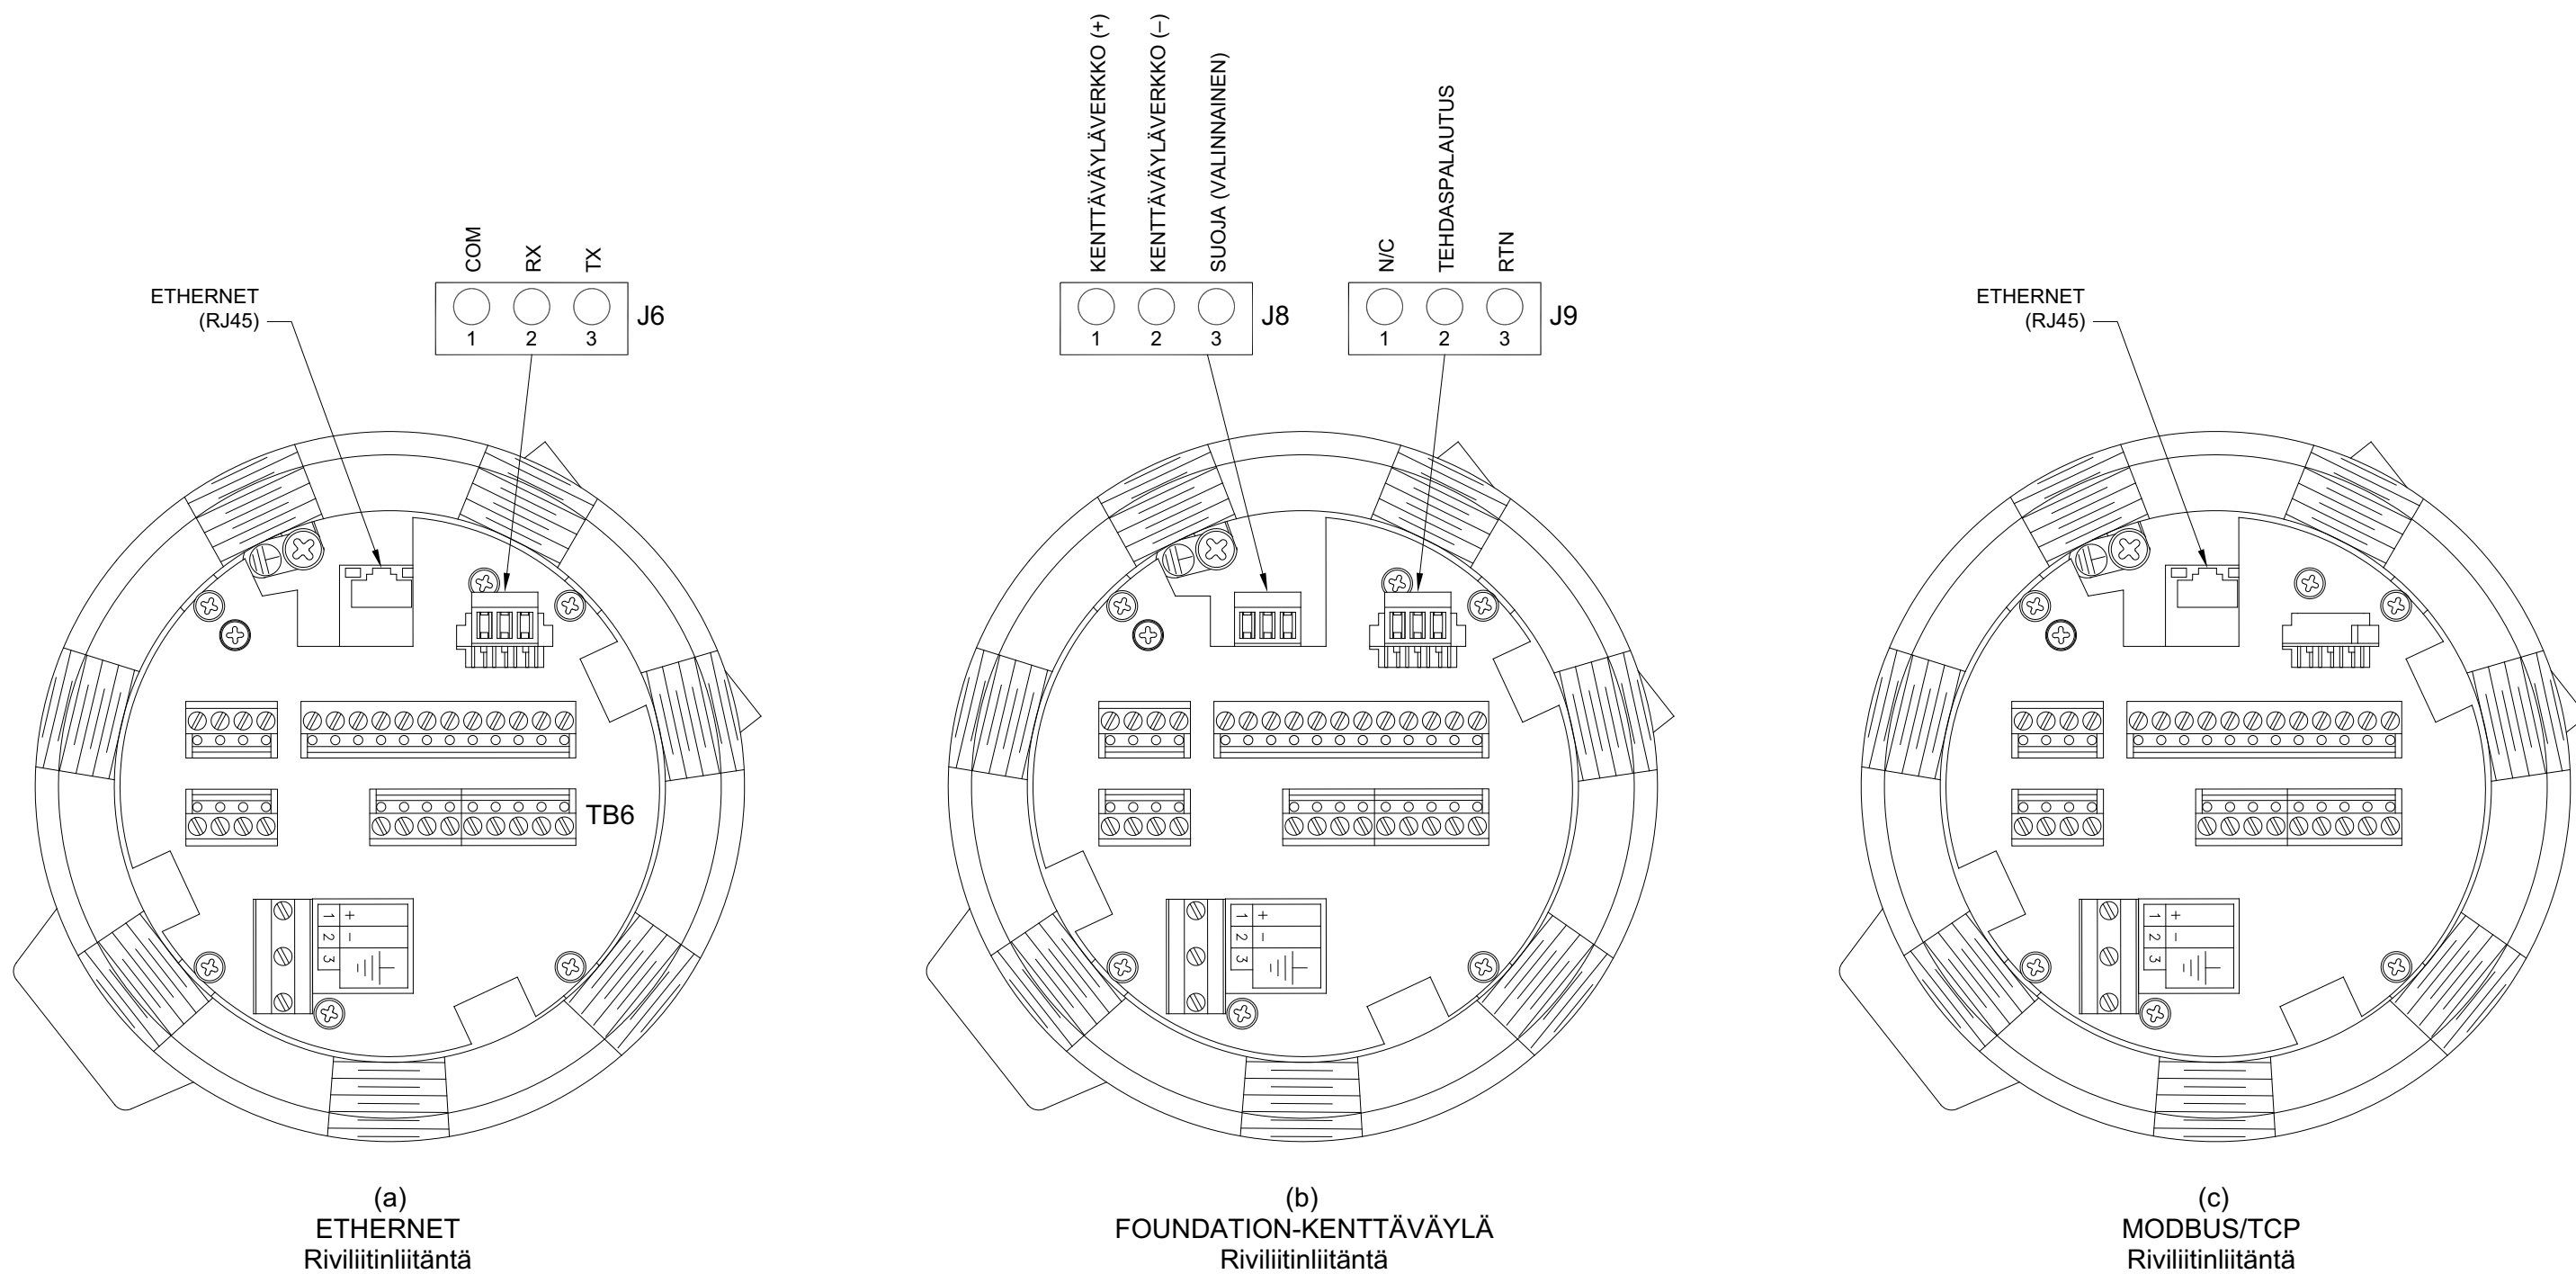 COM
RX
TX
ETHERNET
(RJ45)
1
2
3
J6
TB6
1 +
2 –
3
(a)
ETHERNET
Riviliitinliitäntä
KENTTÄVÄYLÄVERKKO (+)
KENTTÄVÄYLÄVERKKO (–)
SUOJA (VALINNAINEN)
1
2
3
J8
N/C
TEHDASPALAUTUS
RTN
1
2
3
J9
1 +
2 –
3
(b)
FOUNDATION-KENTTÄVÄYLÄ
Riviliitinliitäntä
ETHERNET
(RJ45)
1 +
2 –
3
(c)
MODBUS/TCP
Riviliitinliitäntä